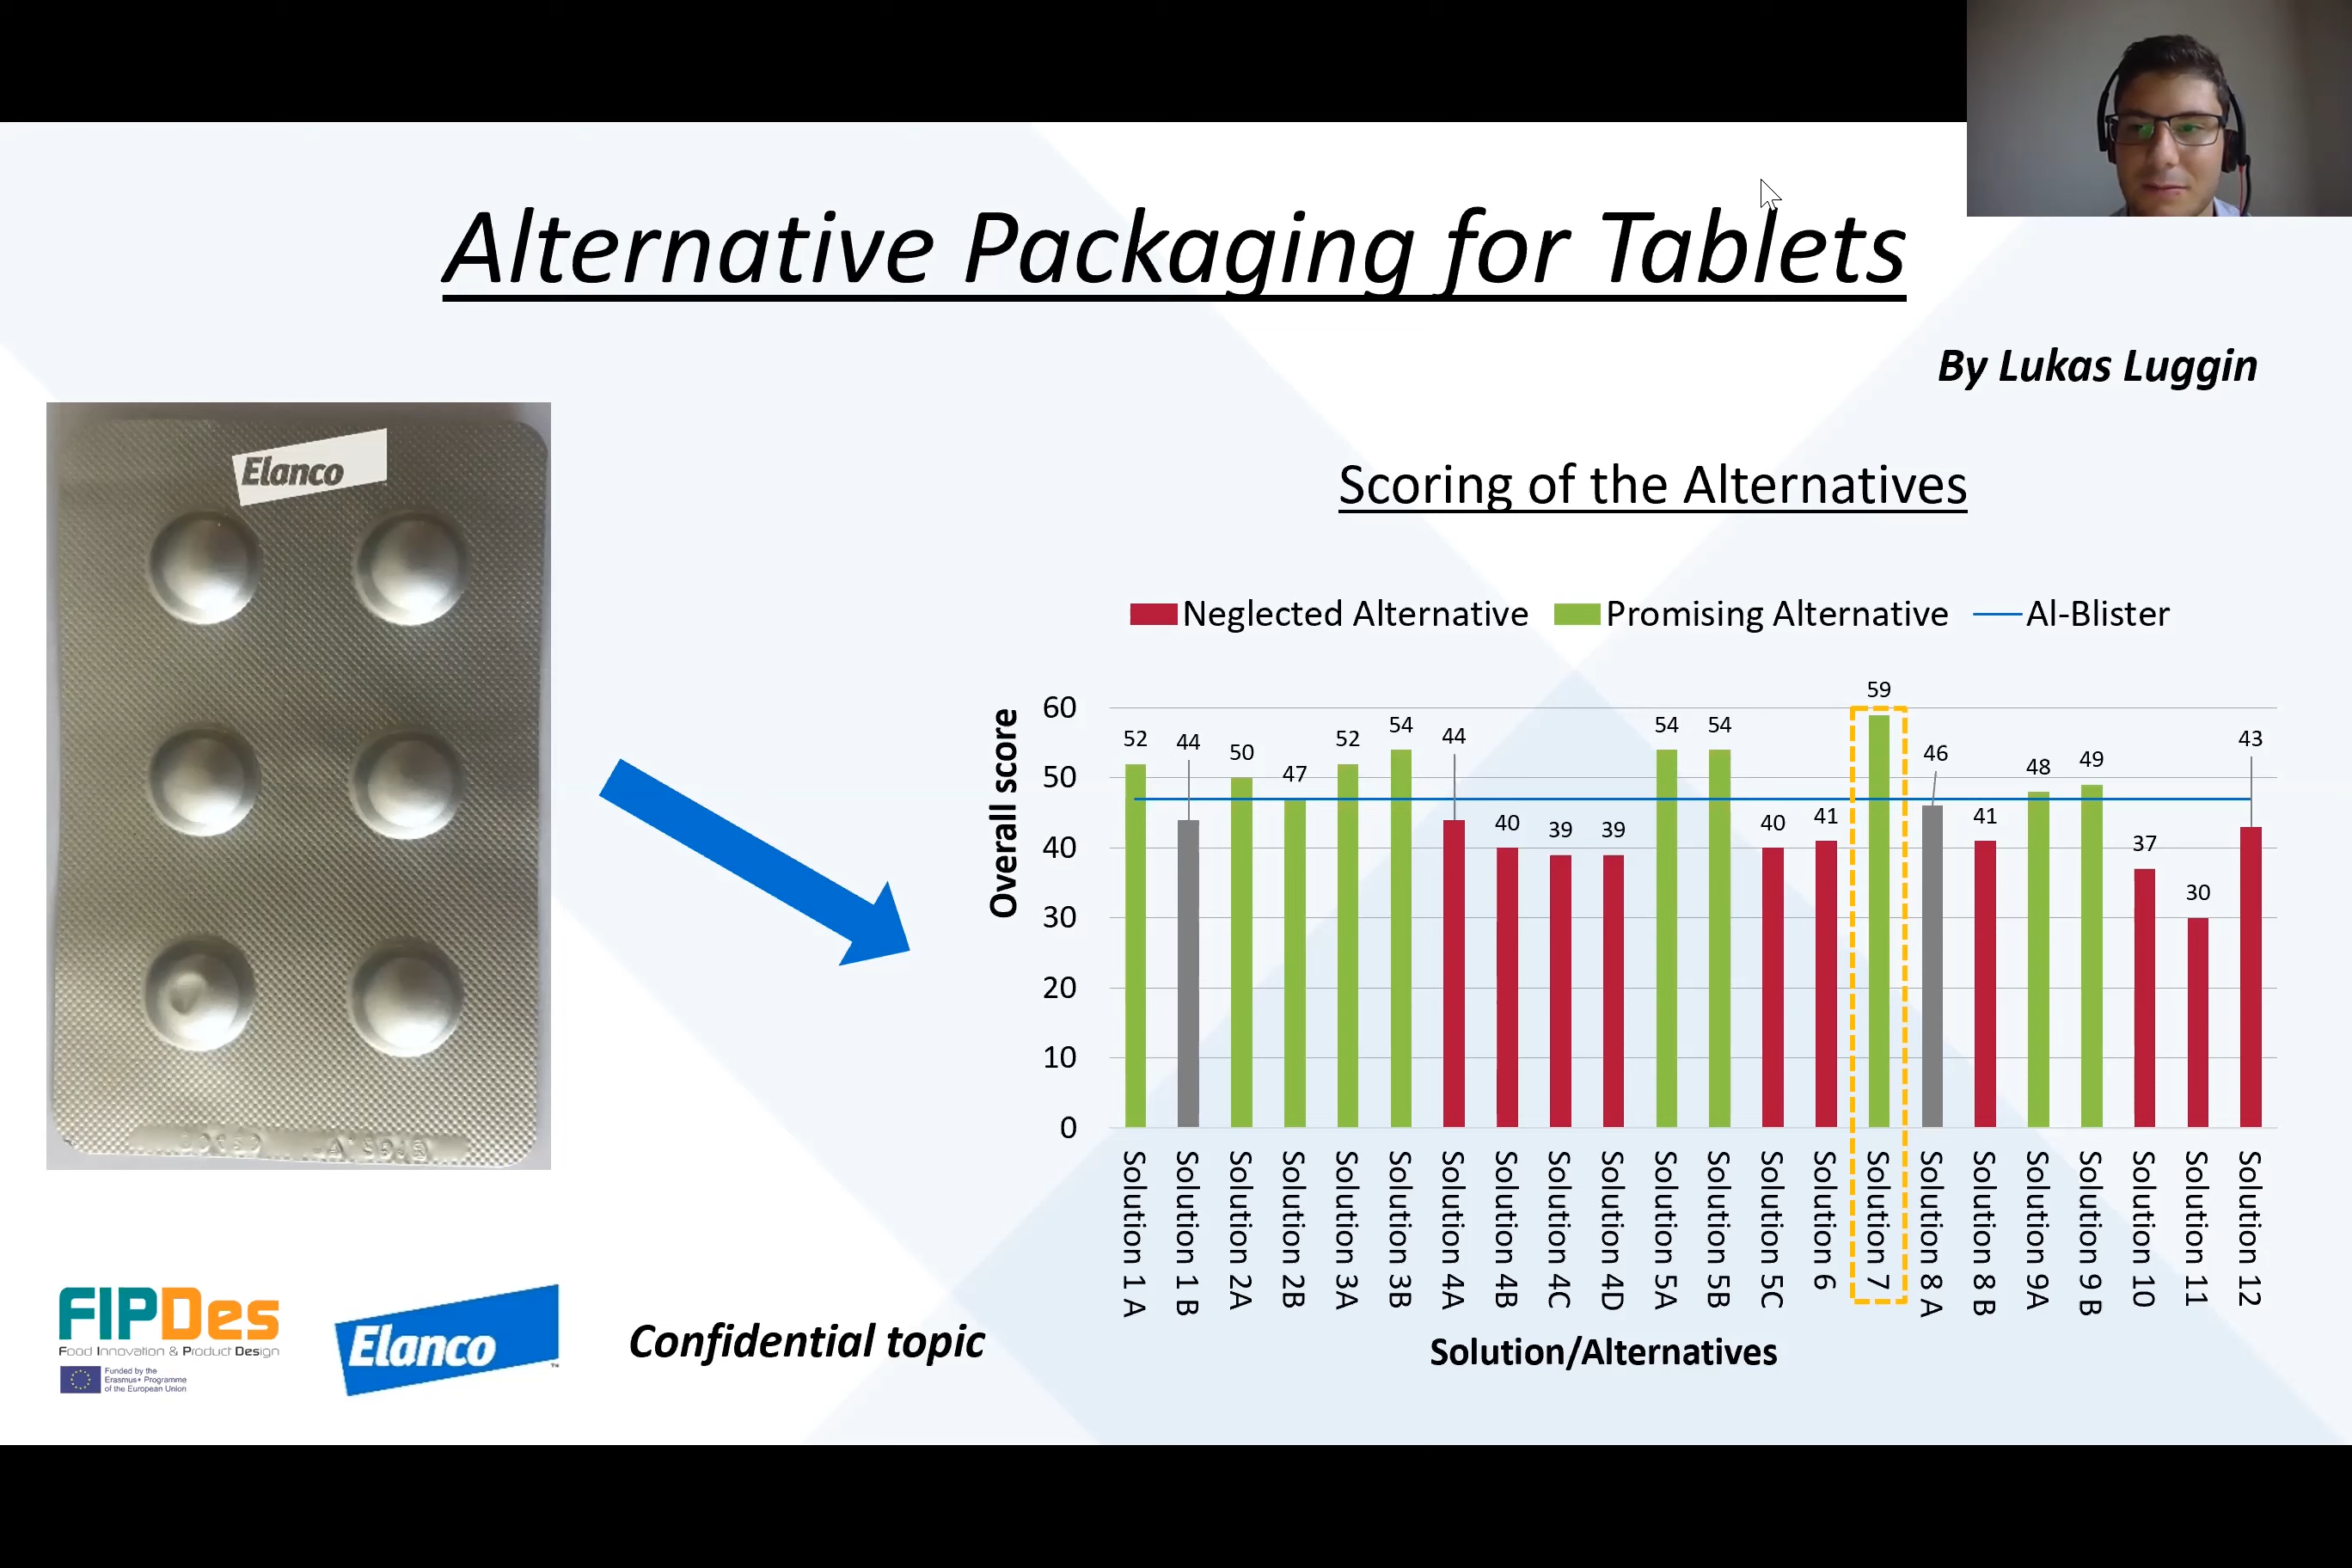 Alternative Packaging for Tablets
By Lukas Luggin
Elanco
Scoring of the Alternatives
Neglected Alternative Promising Alternative Al-Blister
Overall score
60
50
40
30
20
10
0
52 44 50 47 52 54 44 40 39 39 54 54 40 41 59 46 41 48 49 37 30 43
Solution 1 A
Solution 1 B
Solution 2A
Solution 2B
Solution 3A
Solution 3B
Solution 4A
Solution 4B
Solution 4C
Solution 4D
Solution 5A
Solution 5B
Solution 5C
Solution 6
Solution 7
Solution 8 A
Solution 8 B
Solution 9A
Solution 9 B
Solution 10
Solution 11
Solution 12
Solution/Alternatives
FIPDes
Food Innovation & Product Design
Funded by the
Erasmus+ Programme
of the European Union
Elanco
TM
Confidential topic